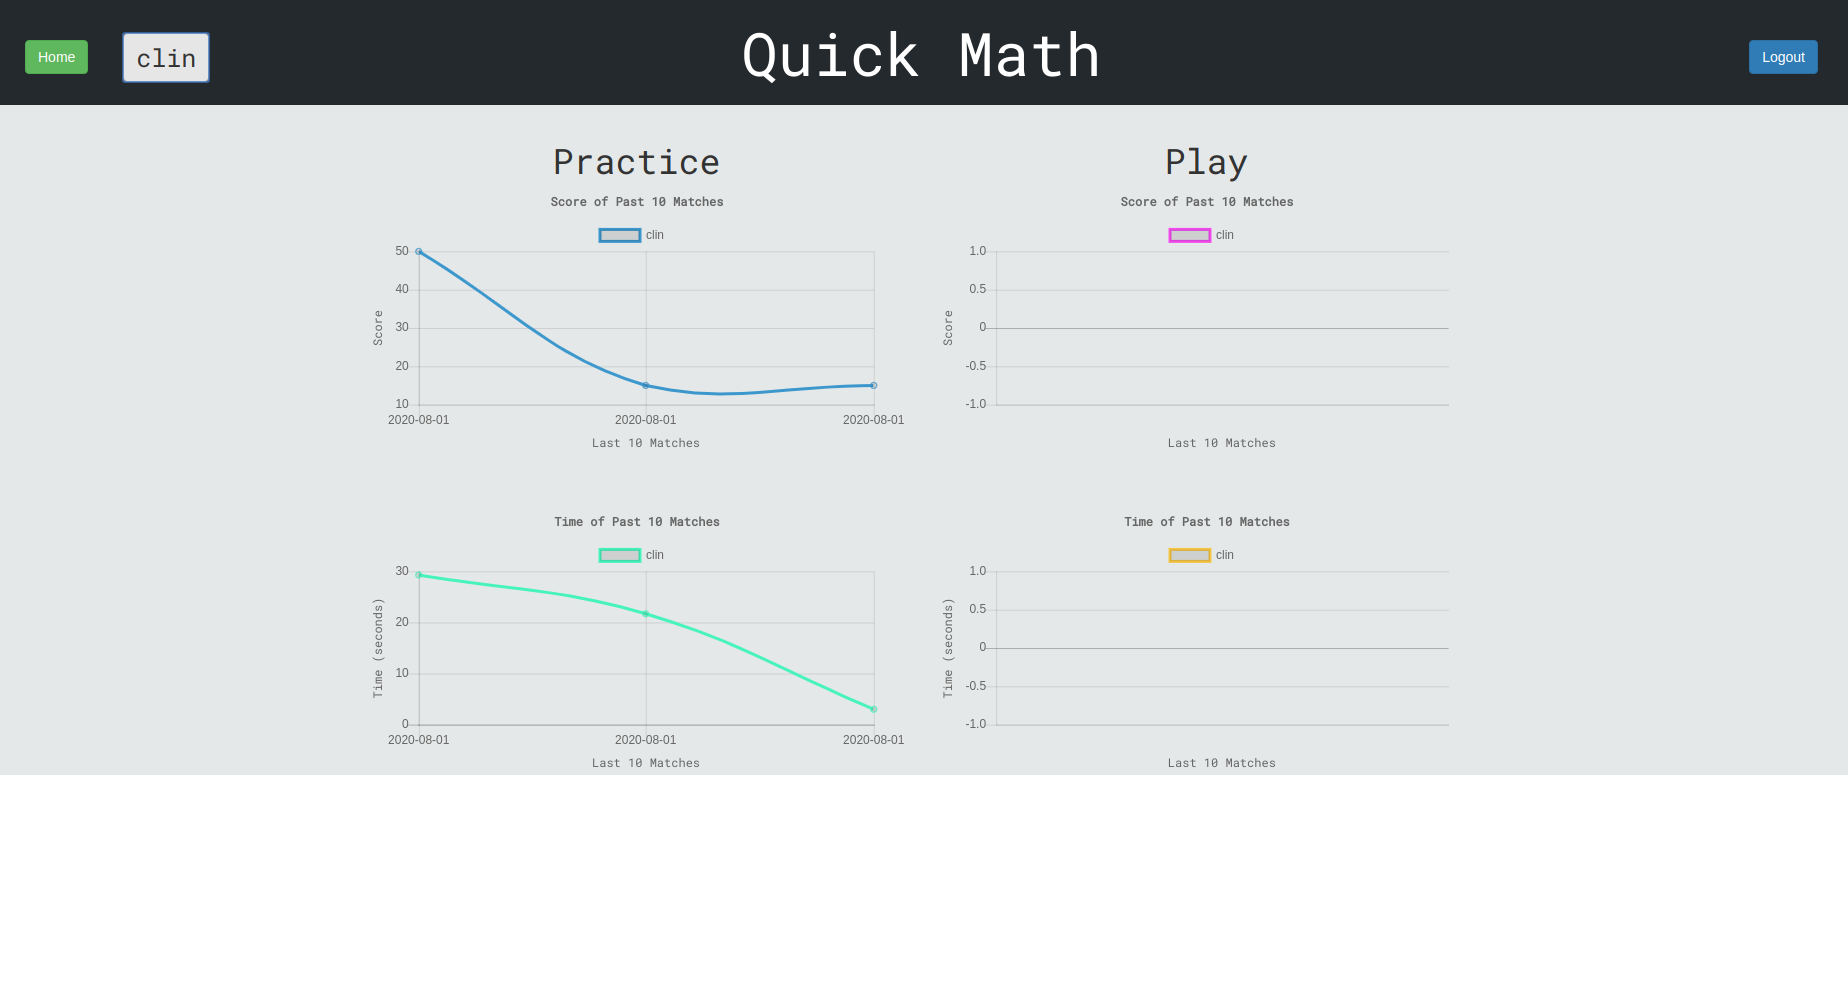 Home
clin
Quick Math
Logout
Practice
Score of Past 10 Matches
clin
Score
50
40
30
20
10
2020-08-01 2020-08-01 2020-08-01
Last 10 Matches
Time of Past 10 Matches
clin
Time (seconds)
30
20
10
0
2020-08-01 2020-08-01 2020-08-01
Last 10 Matches
Play
Score of Past 10 Matches
clin
Score
1.0
0.5
0
-0.5
-1.0
Last 10 Matches
Time of Past 10 Matches
clin
Time (seconds)
1.0
0.5
0
-0.5
-1.0
Last 10 Matches